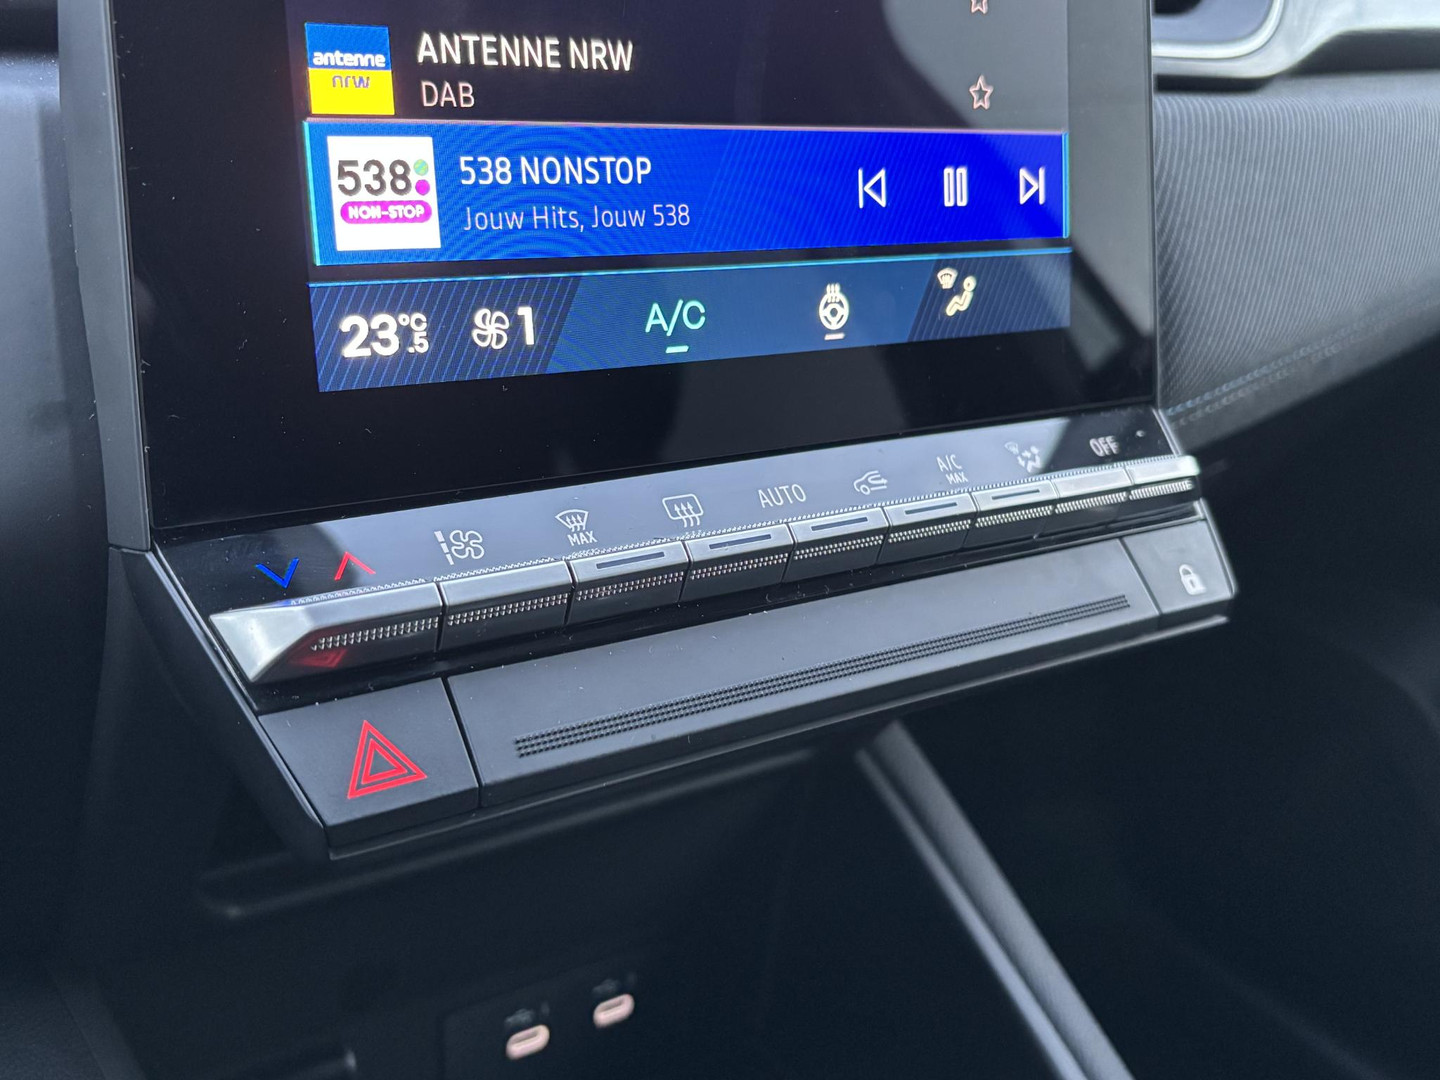 antenne
nrw
ANTENNE NRW
DAB
538
NON-STOP
538 NONSTOP
Jouw Hits, Jouw 538
23°C.5
1
A/C
MAX
AUTO
A/C
MAX
OFF